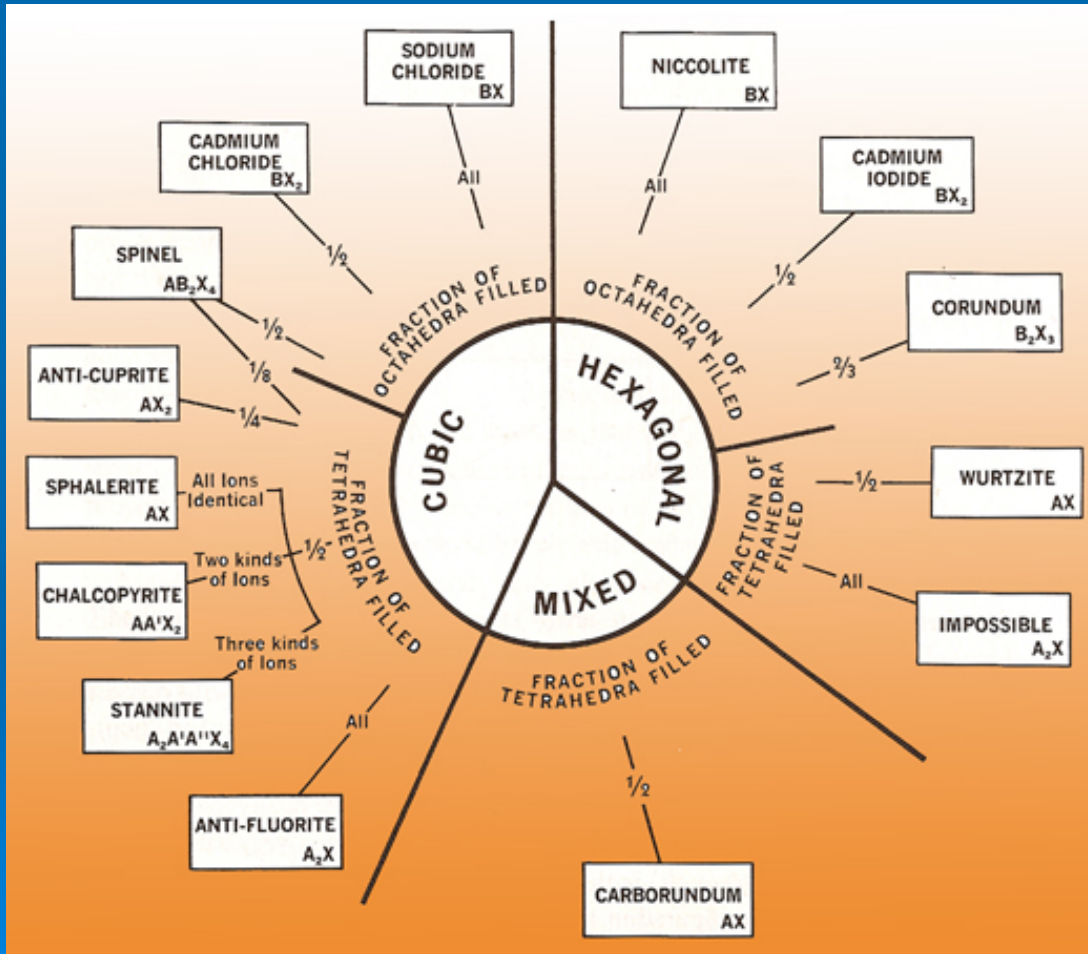 SODIUM
CHLORIDE
BX
NICCOLITE
BX
CADMIUM
CHLORIDE
BX₂
CADMIUM
IODIDE
BX₂
All
All
SPINEL
AB₂X₄
1/2
1/2
CORUNDUM
B₂X₃
FRACTION OF
OCTAHEDRA FILLED
FRACTION OF
OCTAHEDRA FILLED
1/2
1/8
2/3
ANTI-CUPRITE
AX₂
1/4
CUBIC
HEXAGONAL
MIXED
SPHALERITE
AX
All Ions
Identical
FRACTION OF
TETRAHEDRA FILLED
FRACTION OF
TETRAHEDRA
FILLED
1/2
WURTZITE
AX
CHALCOPYRITE
AA'X₂
Two kinds
of Ions
1/2
All
IMPOSSIBLE
A₂X
Three kinds
of Ions
STANNITE
A₂A'A''X₄
FRACTION OF
TETRAHEDRA FILLED
All
ANTI-FLUORITE
A₂X
1/2
CARBORUNDUM
AX